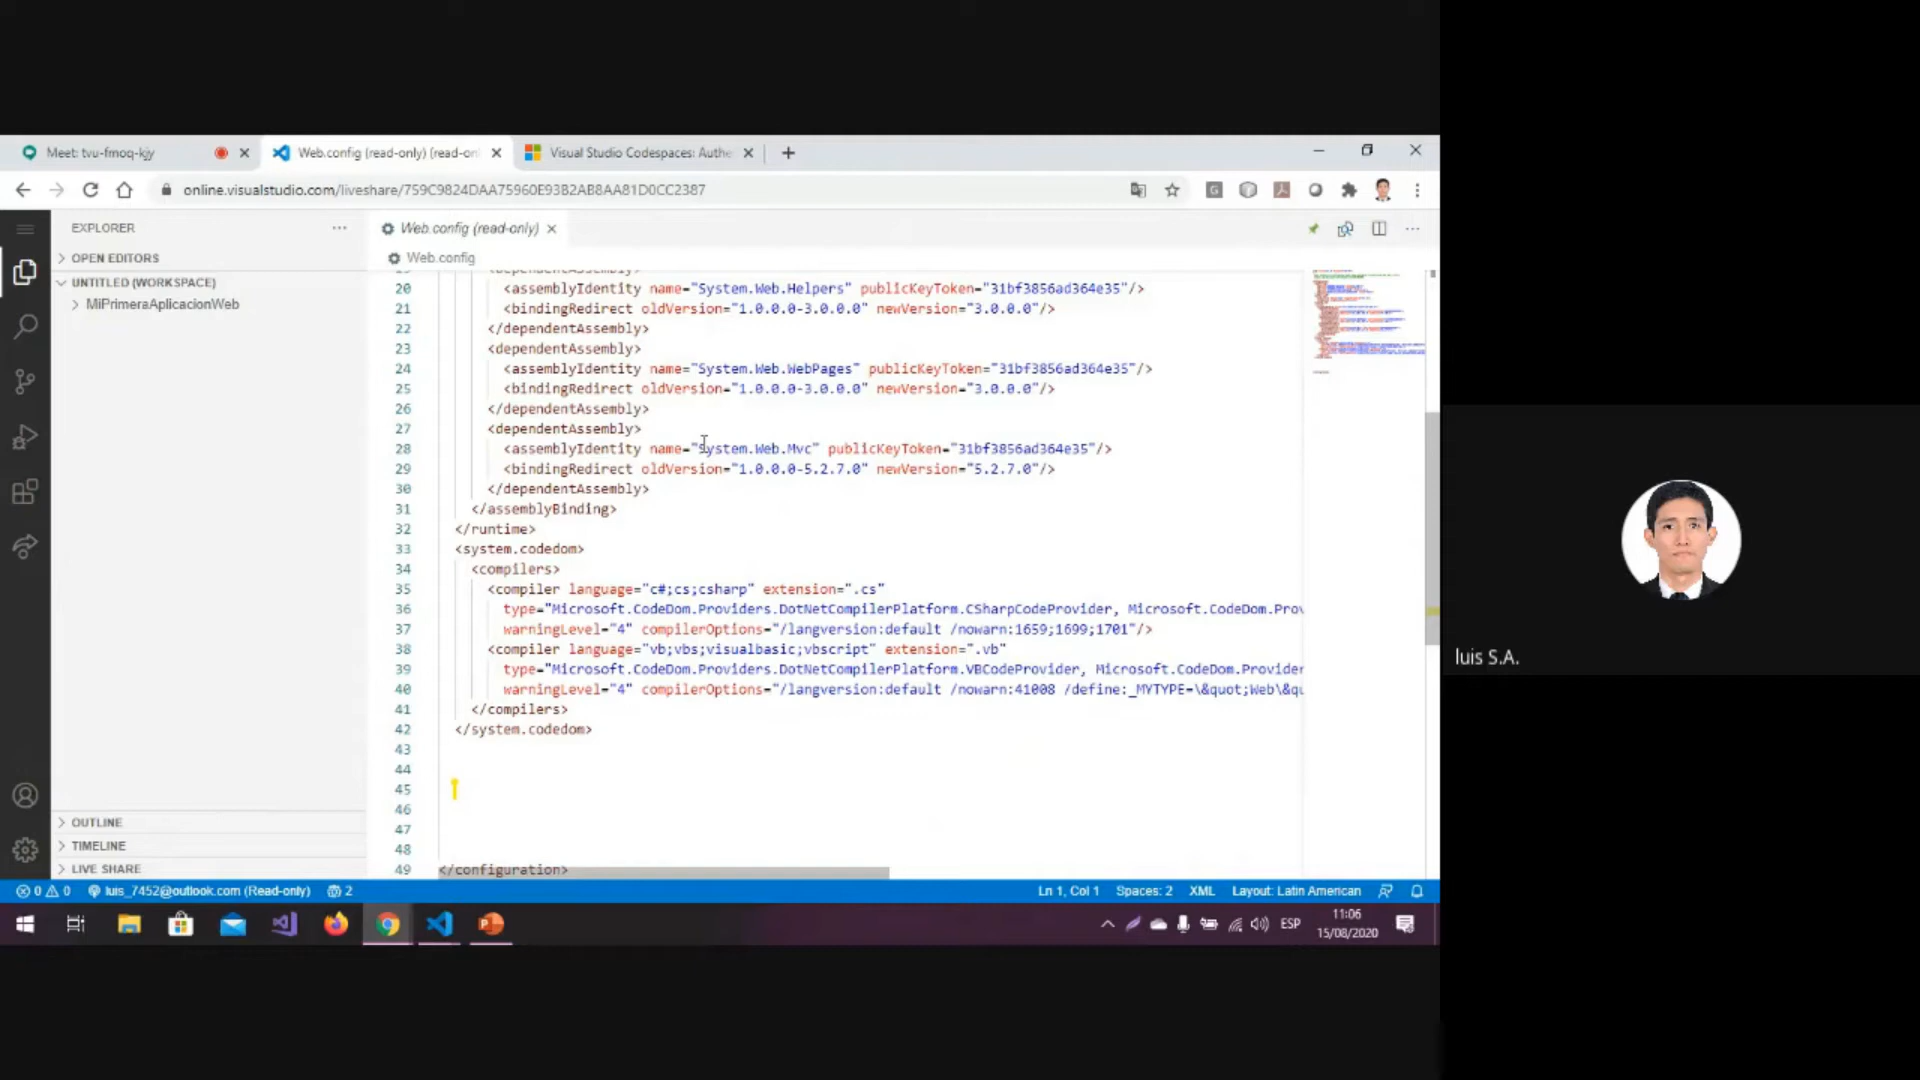 Meet: tvu-fmoq-kjy
Web.config (read-only) (read-on
Visual Studio Codespaces: Authe
online.visualstudio.com/liveshare/759C9824DAA75960E93B2AB8AA81D0CC2387
EXPLORER
Web.config (read-only)
OPEN EDITORS
Web.config
UNTITLED (WORKSPACE)
MiPrimeraAplicacionWeb
19 <dependentAssembly>
20 <assemblyIdentity name="System.Web.Helpers" publicKeyToken="31bf3856ad364e35"/>
21 <bindingRedirect oldVersion="1.0.0.0-3.0.0.0" newVersion="3.0.0.0"/>
22 </dependentAssembly>
23 <dependentAssembly>
24 <assemblyIdentity name="System.Web.WebPages" publicKeyToken="31bf3856ad364e35"/>
25 <bindingRedirect oldVersion="1.0.0.0-3.0.0.0" newVersion="3.0.0.0"/>
26 </dependentAssembly>
27 <dependentAssembly>
28 <assemblyIdentity name="System.Web.Mvc" publicKeyToken="31bf3856ad364e35"/>
29 <bindingRedirect oldVersion="1.0.0.0-5.2.7.0" newVersion="5.2.7.0"/>
30 </dependentAssembly>
31 </assemblyBinding>
32 </runtime>
33 <system.codedom>
34 <compilers>
35 <compiler language="c#;cs;csharp" extension=".cs"
36 type="Microsoft.CodeDom.Providers.DotNetCompilerPlatform.CSharpCodeProvider, Microsoft.CodeDom.Prov
37 warningLevel="4" compilerOptions="/langversion:default /nowarn:1659;1699;1701"/>
38 <compiler language="vb;vbs;visualbasic;vbscript" extension=".vb"
39 type="Microsoft.CodeDom.Providers.DotNetCompilerPlatform.VBCodeProvider, Microsoft.CodeDom.Provider
40 warningLevel="4" compilerOptions="/langversion:default /nowarn:41008 /define:_MYTYPE=\&quot;Web\&qu
41 </compilers>
42 </system.codedom>
43
44
45
46
47
48
49 </configuration>
OUTLINE
TIMELINE
LIVE SHARE
0 0 luis_7452@outlook.com (Read-only) 2
Ln 1, Col 1 Spaces: 2 XML Layout: Latin American
ESP
11:06
15/08/2020
luis S.A.